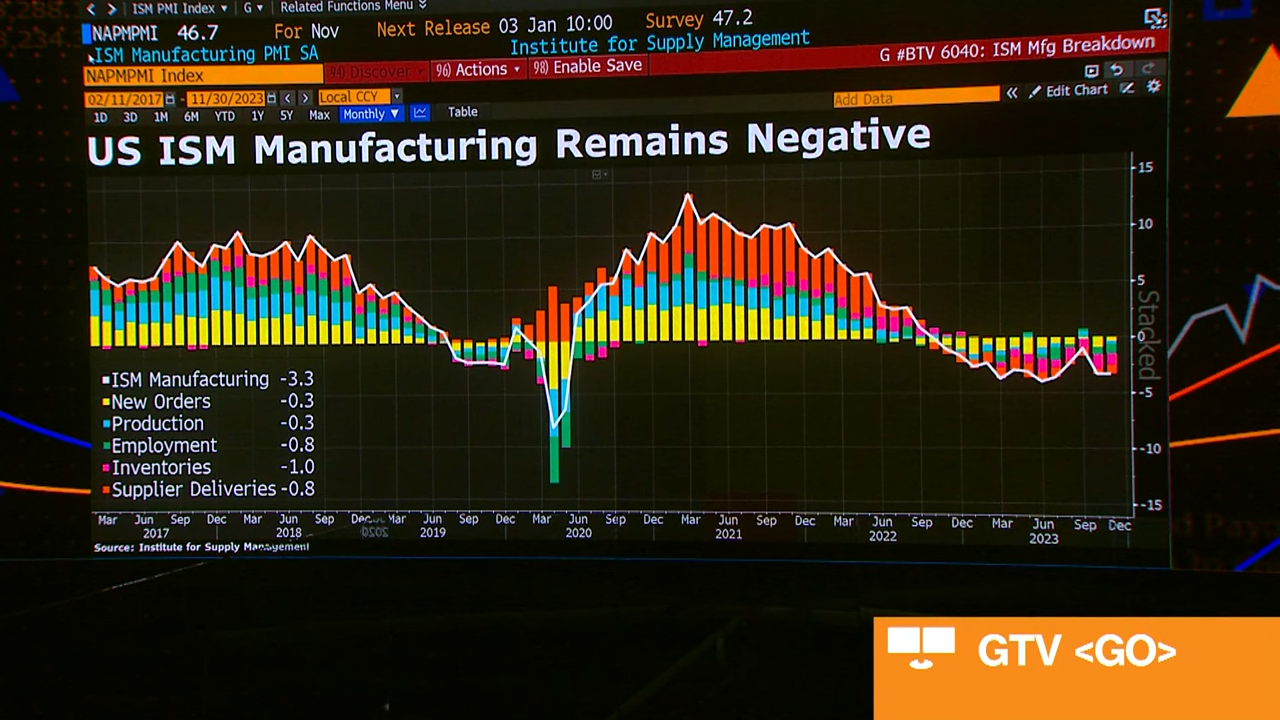 < > ISM PMI Index ▾ G ▾ Related Functions Menu
NAPMPMI 46.7 For Nov Next Release 03 Jan 10:00 Survey 47.2
ISM Manufacturing PMI SA Institute for Supply Management
G #BTV 6040: ISM Mfg Breakdown
NAPMPMI Index 94) Discover 96) Actions 98) Enable Save
02/11/2017 - 11/30/2023 < > Local CCY Add Data « Edit Chart
1D 3D 1M 6M YTD 1Y 5Y Max Monthly ▼ Table
US ISM Manufacturing Remains Negative
15
10
5
0
-5
-10
-15
Stacked
ISM Manufacturing -3.3
New Orders -0.3
Production -0.3
Employment -0.8
Inventories -1.0
Supplier Deliveries -0.8
Mar Jun Sep Dec Mar Jun Sep Dec Mar Jun Sep Dec Mar Jun Sep Dec Mar Jun Sep Dec Mar Jun Sep Dec Jun Sep Dec
2017 2018 2019 2020 2021 2022 2023
Source: Institute for Supply Management
GTV <GO>